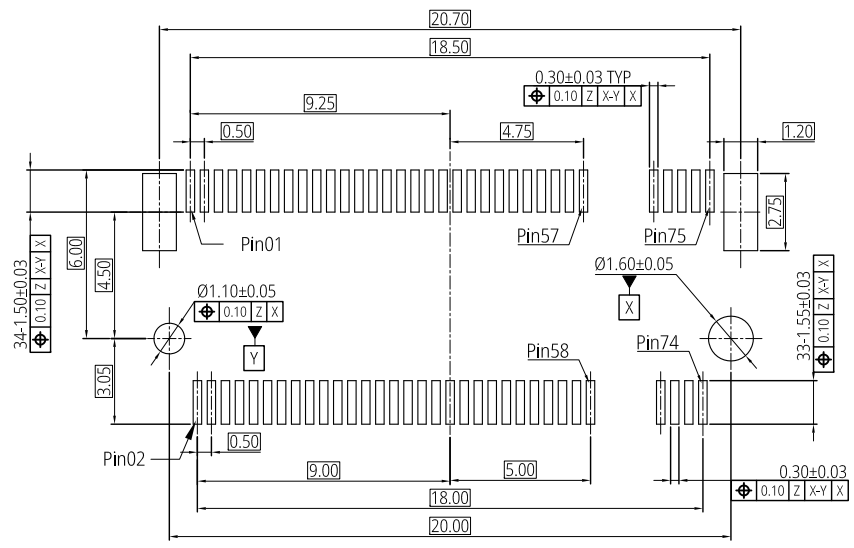 20.70
18.50
0.30±0.03 TYP
⌖ 0.10 Z X-Y X
9.25
0.50
4.75
1.20
Pin01
Pin57
Pin75
2.75
6.00
4.50
34-1.50±0.03
⌖ 0.10 Z X-Y X
Ø1.10±0.05
⌖ 0.10 Z X
Y
Ø1.60±0.05
X
33-1.55±0.03
⌖ 0.10 Z X-Y X
3.05
Pin58
Pin74
Pin02
0.50
9.00
5.00
0.30±0.03
⌖ 0.10 Z X-Y X
18.00
20.00